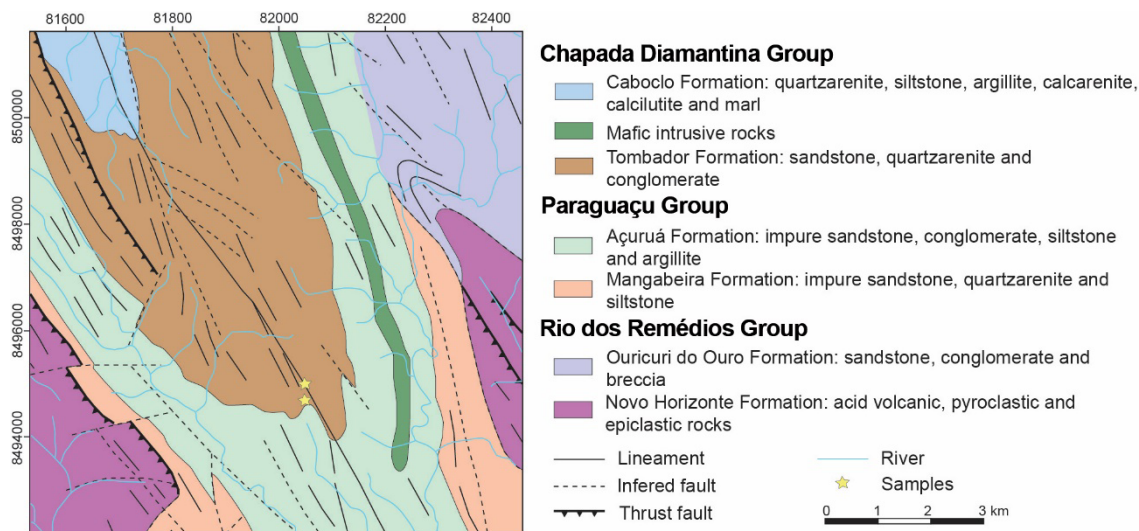 81600 81800 82000 82200 82400
8500000
8498000
8496000
8494000
Chapada Diamantina Group
Caboclo Formation: quartzarenite, siltstone, argillite, calcarenite,
calcilutite and marl
Mafic intrusive rocks
Tombador Formation: sandstone, quartzarenite and
conglomerate
Paraguaçu Group
Açuruá Formation: impure sandstone, conglomerate, siltstone
and argillite
Mangabeira Formation: impure sandstone, quartzarenite and
siltstone
Rio dos Remédios Group
Ouricuri do Ouro Formation: sandstone, conglomerate and
breccia
Novo Horizonte Formation: acid volcanic, pyroclastic and
epiclastic rocks
Lineament
River
Infered fault
Samples
Thrust fault
0 1 2 3 km